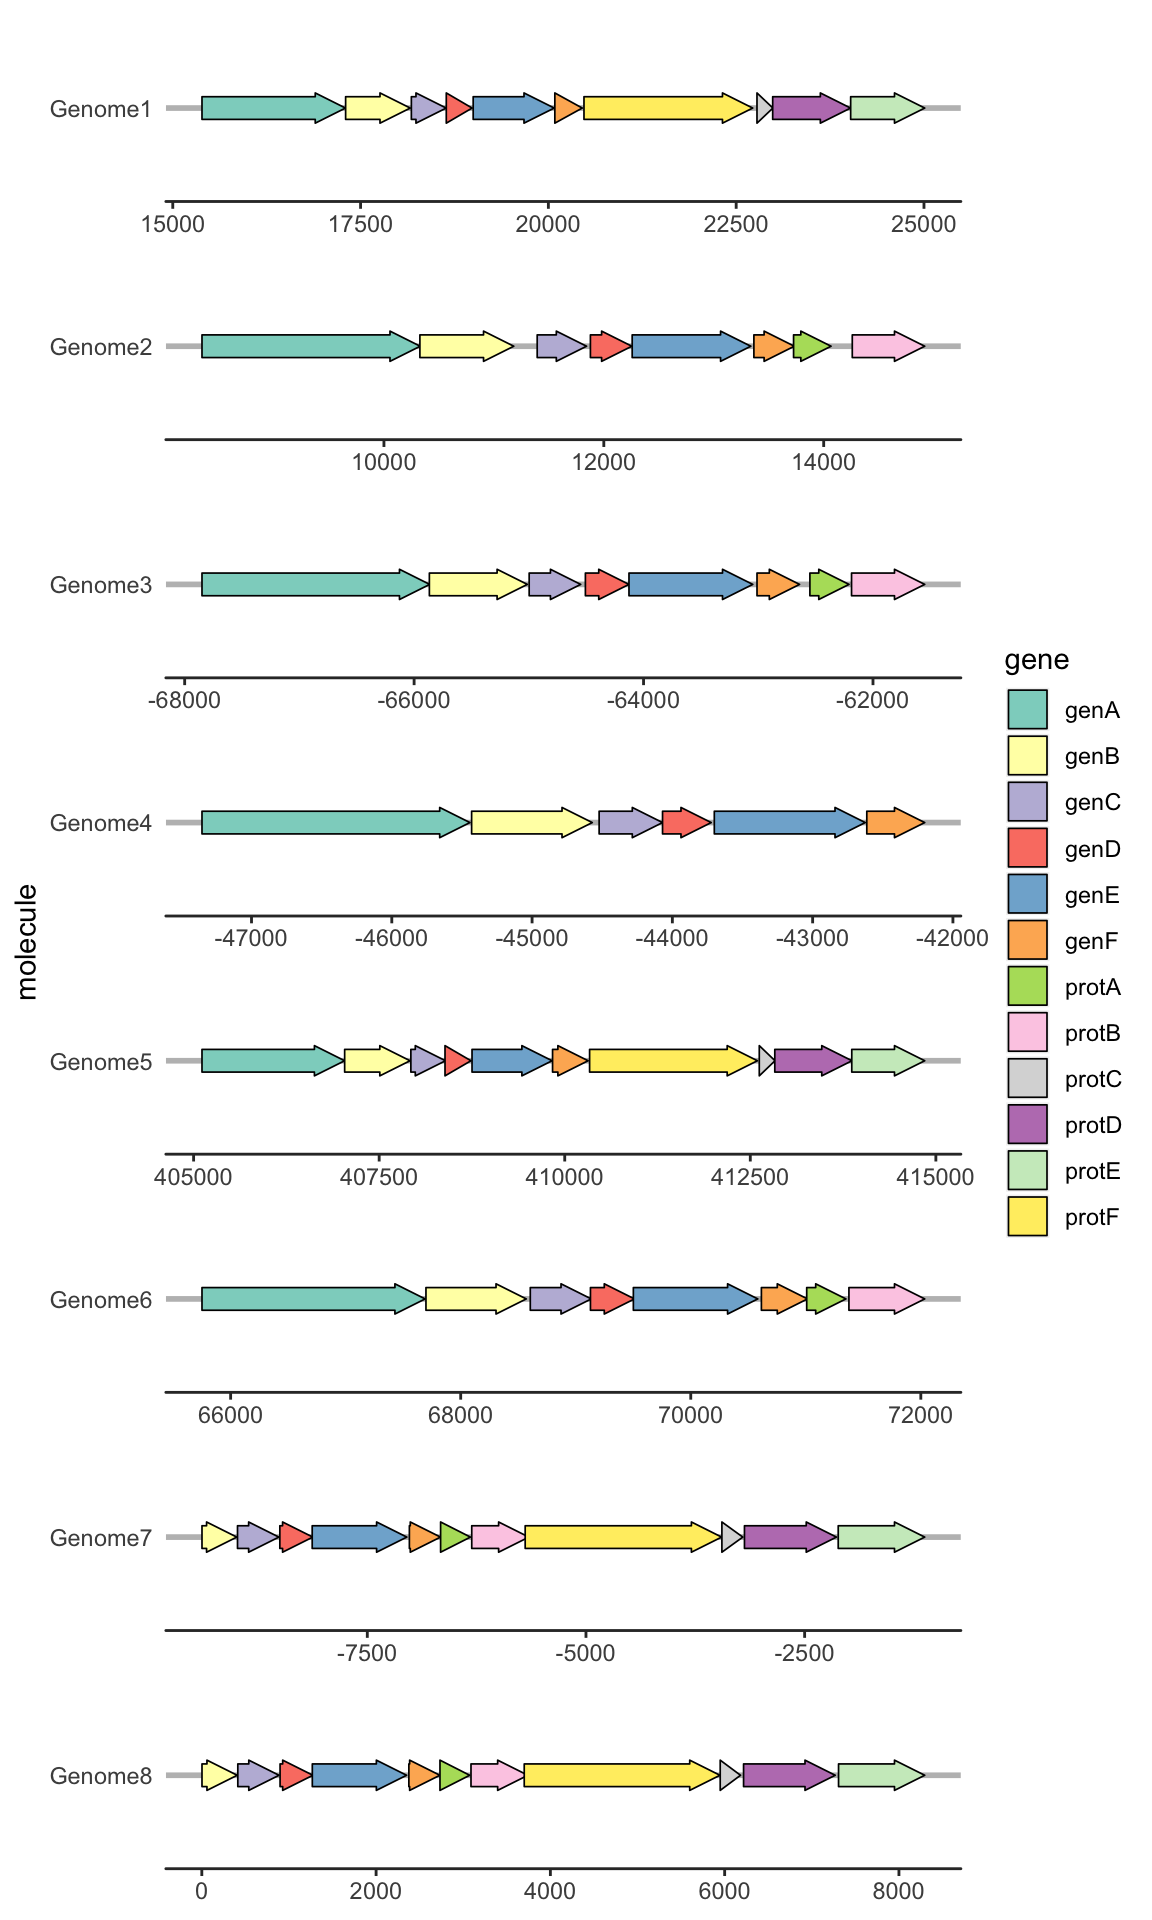 Genome1
15000 17500 20000 22500 25000
Genome2
10000 12000 14000
Genome3
-68000 -66000 -64000 -62000
Genome4
-47000 -46000 -45000 -44000 -43000 -42000
Genome5
405000 407500 410000 412500 415000
Genome6
66000 68000 70000 72000
Genome7
-7500 -5000 -2500
Genome8
0 2000 4000 6000 8000
molecule
gene
genA
genB
genC
genD
genE
genF
protA
protB
protC
protD
protE
protF